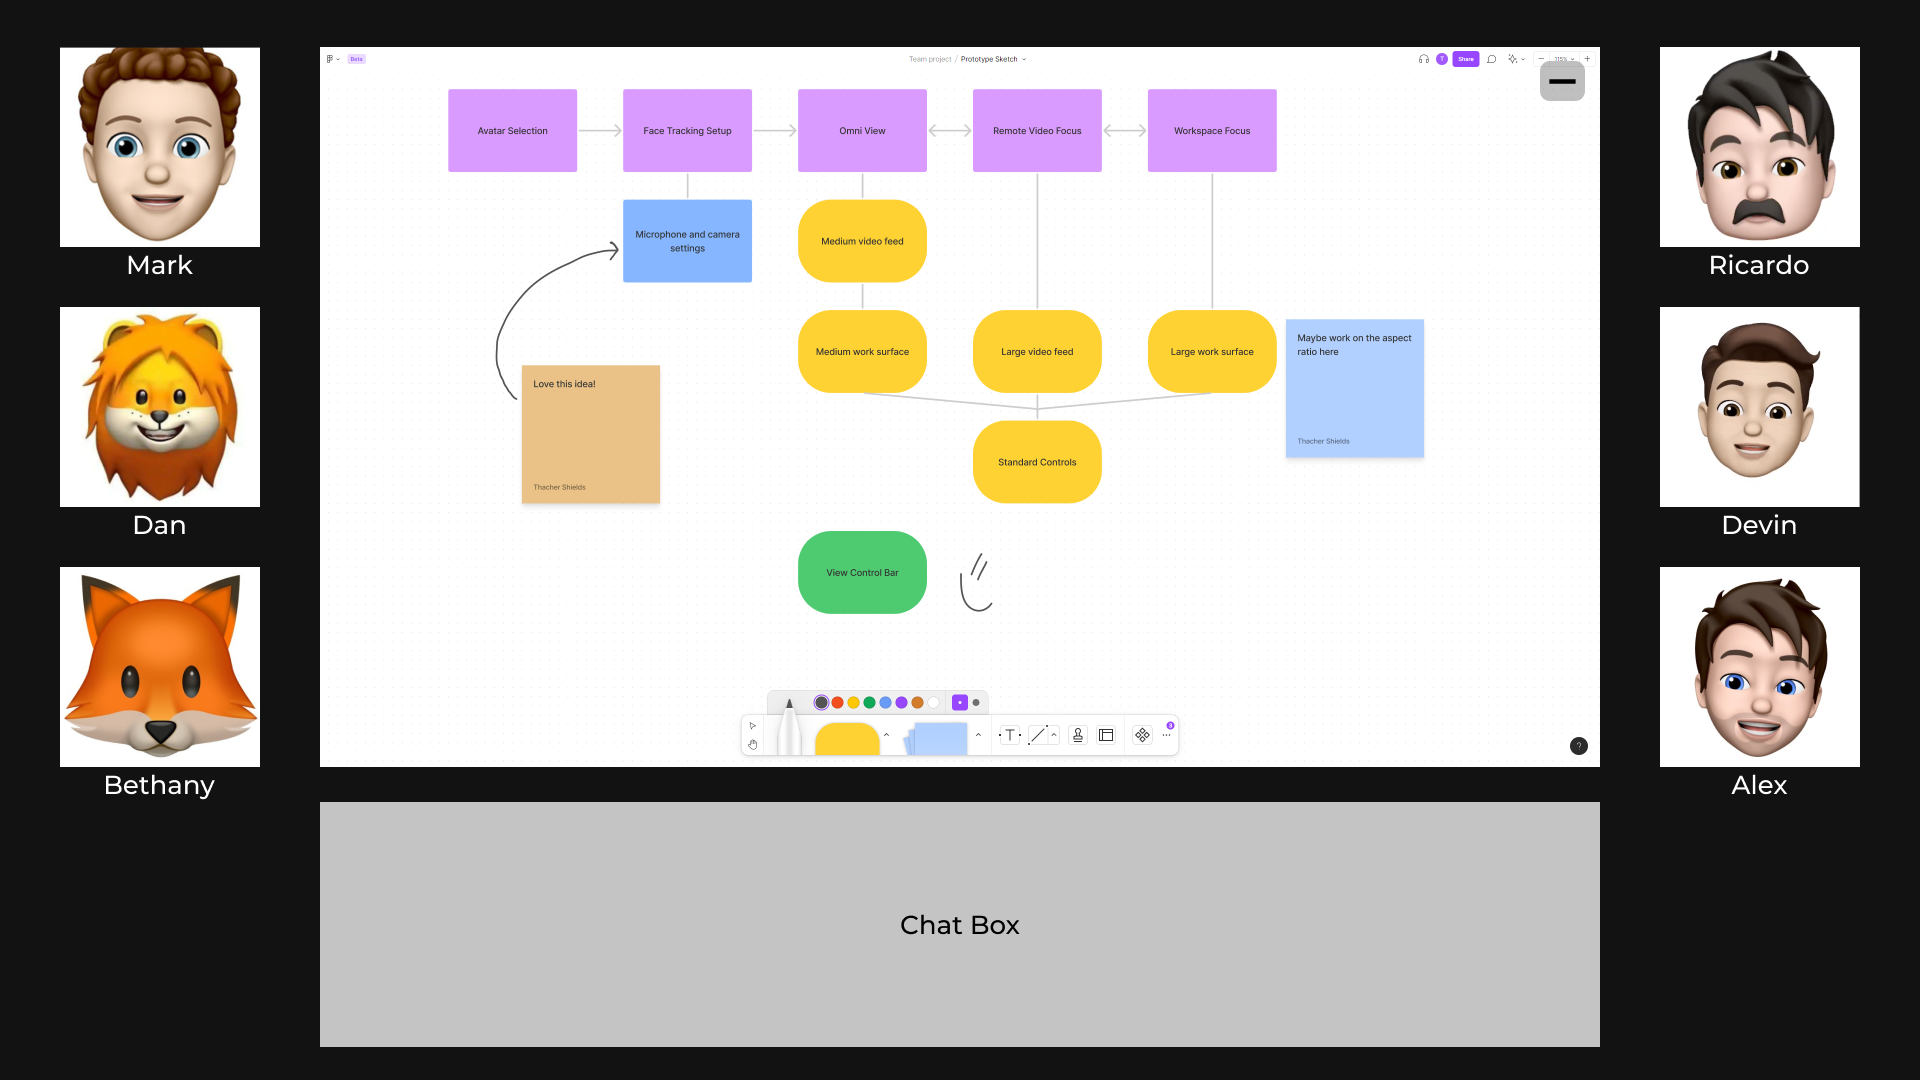 Beta
Team project / Prototype Sketch
T
Share
115%
Avatar Selection
Face Tracking Setup
Omni View
Remote Video Focus
Workspace Focus
Microphone and camera
settings
Medium video feed
Medium work surface
Large video feed
Large work surface
Maybe work on the aspect
ratio here
Thacher Shields
Love this idea!
Thacher Shields
Standard Controls
View Control Bar
T
3
?
Mark
Dan
Bethany
Ricardo
Devin
Alex
Chat Box